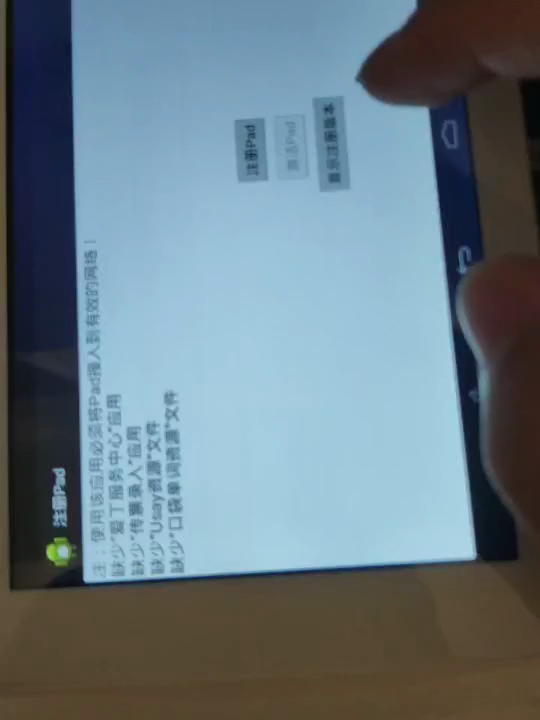 注册Pad
注：使用该应用必须将Pad接入到有效的网络！
缺少"爱丁服务中心"应用
缺少"传票录入"应用
缺少"Usay资源"文件
缺少"口袋单词资源"文件
注册Pad
激活Pad
显示注册版本